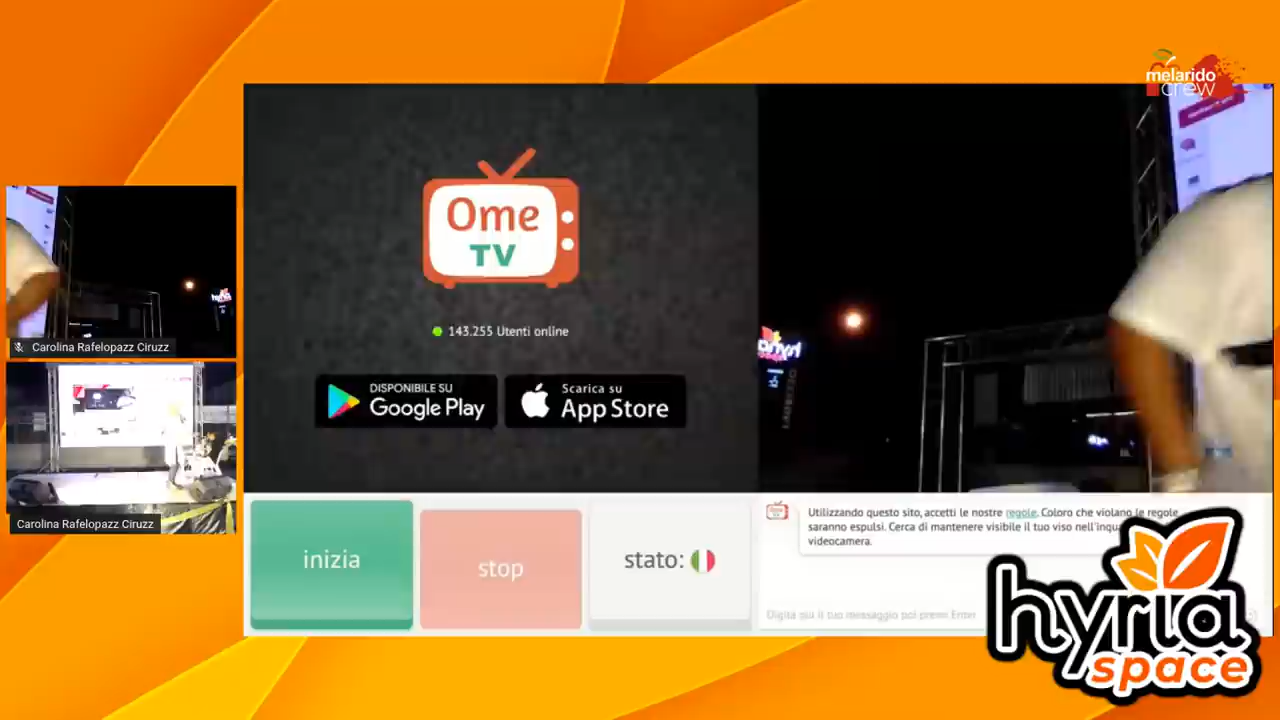 melarido
crew
Ome
TV
143.255 Utenti online
DISPONIBILE SU
Google Play
Scarica su
App Store
Carolina Rafelopazz Ciruzz
Carolina Rafelopazz Ciruzz
inizia
stop
stato:
Utilizzando questo sito, accetti le nostre regole. Coloro che violano le regole
saranno espulsi. Cerca di mantenere visibile il tuo viso nell'inqua
videocamera.
Digita qui il tuo messaggio poi premi Enter
hyria
space